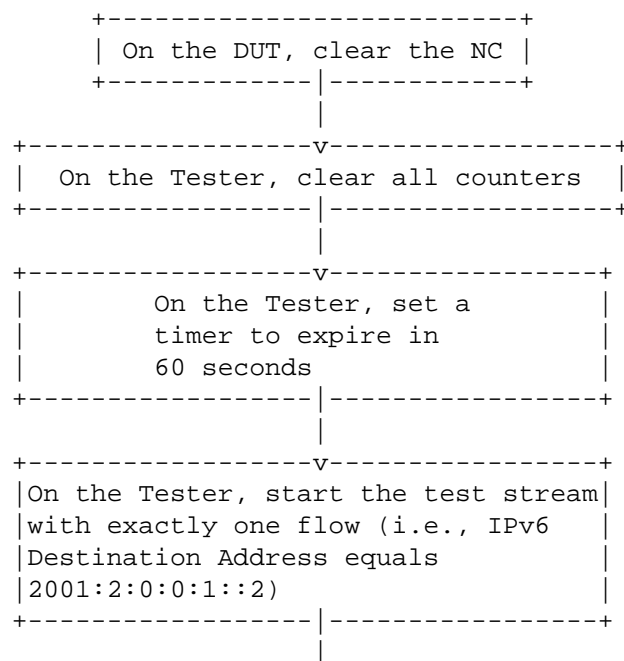 On the DUT, clear the NC
On the Tester, clear all counters
On the Tester, set a
timer to expire in
60 seconds
On the Tester, start the test stream
with exactly one flow (i.e., IPv6
Destination Address equals
2001:2:0:0:1::2)